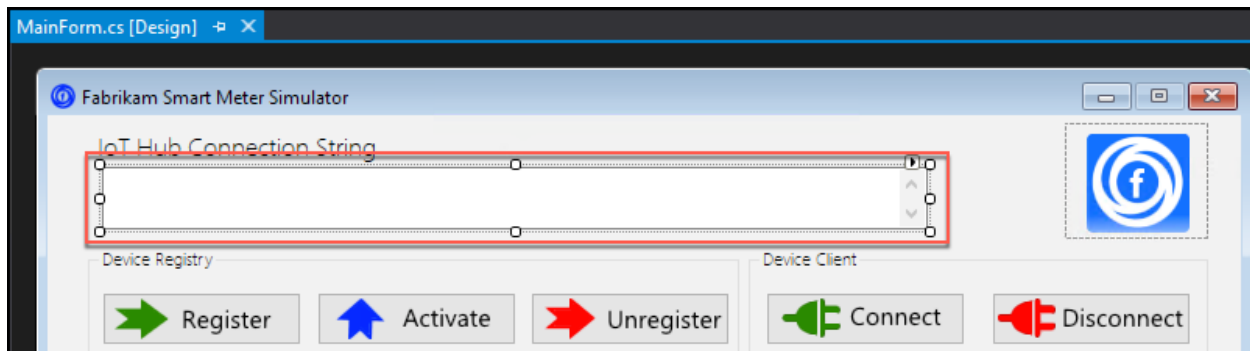 MainForm.cs [Design]
Fabrikam Smart Meter Simulator
IoT Hub Connection String
f
Device Registry
Device Client
Register
Activate
Unregister
Connect
Disconnect